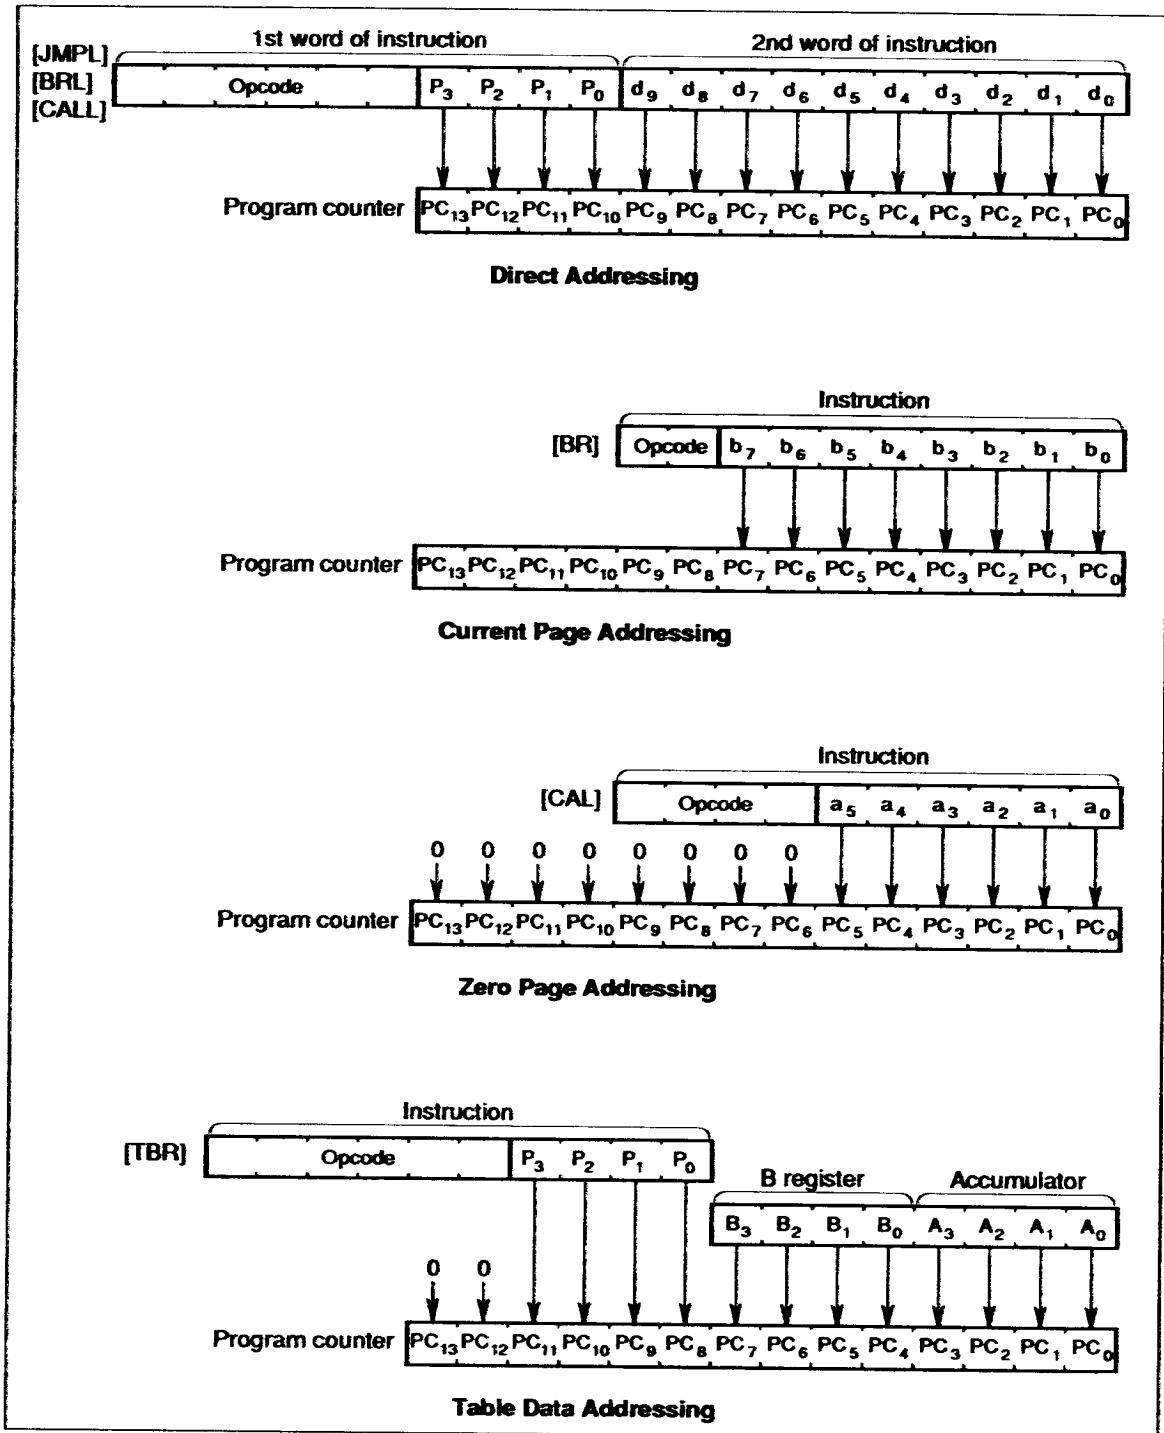 1st word of instruction 2nd word of instruction
[JMPL]
[BRL] Opcode P3 P2 P1 P0 d9 d8 d7 d6 d5 d4 d3 d2 d1 d0
[CALL]
Program counter PC13 PC12 PC11 PC10 PC9 PC8 PC7 PC6 PC5 PC4 PC3 PC2 PC1 PC0
Direct Addressing
Instruction
[BR] Opcode b7 b6 b5 b4 b3 b2 b1 b0
Program counter PC13 PC12 PC11 PC10 PC9 PC8 PC7 PC6 PC5 PC4 PC3 PC2 PC1 PC0
Current Page Addressing
Instruction
[CAL] Opcode a5 a4 a3 a2 a1 a0
0 0 0 0 0 0 0 0
Program counter PC13 PC12 PC11 PC10 PC9 PC8 PC7 PC6 PC5 PC4 PC3 PC2 PC1 PC0
Zero Page Addressing
Instruction
[TBR] Opcode P3 P2 P1 P0
B register Accumulator
B3 B2 B1 B0 A3 A2 A1 A0
0 0
Program counter PC13 PC12 PC11 PC10 PC9 PC8 PC7 PC6 PC5 PC4 PC3 PC2 PC1 PC0
Table Data Addressing